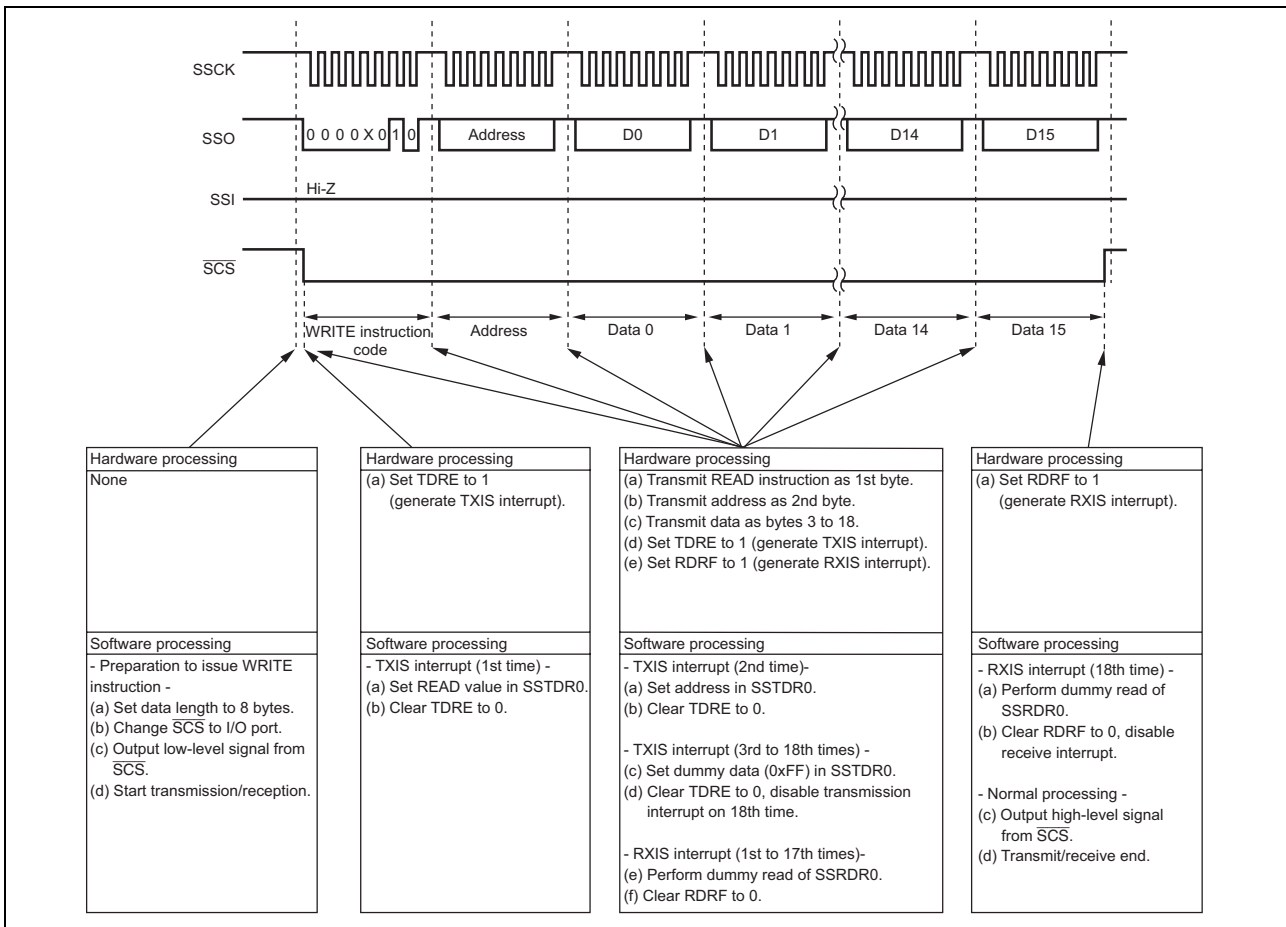 SSCK
SSO
0 0 0 0 X 0 1 0
Address
D0
D1
D14
D15
Hi-Z
SSI
SCS
WRITE instruction
code
Address
Data 0
Data 1
Data 14
Data 15
Hardware processing
None
Software processing
- Preparation to issue WRITE
instruction -
(a) Set data length to 8 bytes.
(b) Change SCS to I/O port.
(c) Output low-level signal from
SCS.
(d) Start transmission/reception.
Hardware processing
(a) Set TDRE to 1
(generate TXIS interrupt).
Software processing
- TXIS interrupt (1st time) -
(a) Set READ value in SSTDR0.
(b) Clear TDRE to 0.
Hardware processing
(a) Transmit READ instruction as 1st byte.
(b) Transmit address as 2nd byte.
(c) Transmit data as bytes 3 to 18.
(d) Set TDRE to 1 (generate TXIS interrupt).
(e) Set RDRF to 1 (generate RXIS interrupt).
Software processing
- TXIS interrupt (2nd time)-
(a) Set address in SSTDR0.
(b) Clear TDRE to 0.
- TXIS interrupt (3rd to 18th times) -
(c) Set dummy data (0xFF) in SSTDR0.
(d) Clear TDRE to 0, disable transmission
interrupt on 18th time.
- RXIS interrupt (1st to 17th times)-
(e) Perform dummy read of SSRDR0.
(f) Clear RDRF to 0.
Hardware processing
(a) Set RDRF to 1
(generate RXIS interrupt).
Software processing
- RXIS interrupt (18th time) -
(a) Perform dummy read of
SSRDR0.
(b) Clear RDRF to 0, disable
receive interrupt.
- Normal processing -
(c) Output high-level signal
from SCS.
(d) Transmit/receive end.